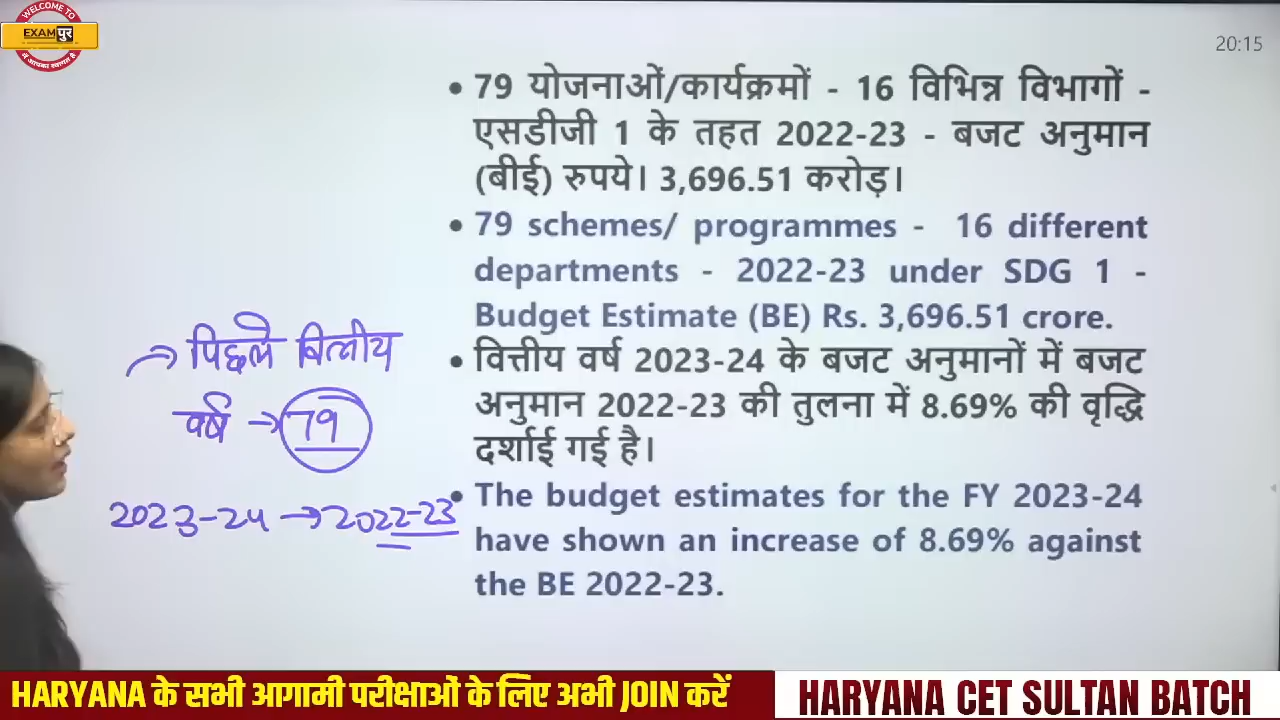 WELCOME TO
EXAMपुर
में आपका स्वागत है
20:15
• 79 योजनाओं/कार्यक्रमों - 16 विभिन्न विभागों -
एसडीजी 1 के तहत 2022-23 - बजट अनुमान
(बीई) रुपये। 3,696.51 करोड़।
• 79 schemes/ programmes - 16 different
departments - 2022-23 under SDG 1 -
Budget Estimate (BE) Rs. 3,696.51 crore.
• वित्तीय वर्ष 2023-24 के बजट अनुमानों में बजट
अनुमान 2022-23 की तुलना में 8.69% की वृद्धि
दर्शाई गई है।
• The budget estimates for the FY 2023-24
have shown an increase of 8.69% against
the BE 2022-23.
→ पिछले वित्तीय
वर्ष → 79
2023-24 → 2022-23
HARYANA के सभी आगामी परीक्षाओं के लिए अभी JOIN करें
HARYANA CET SULTAN BATCH